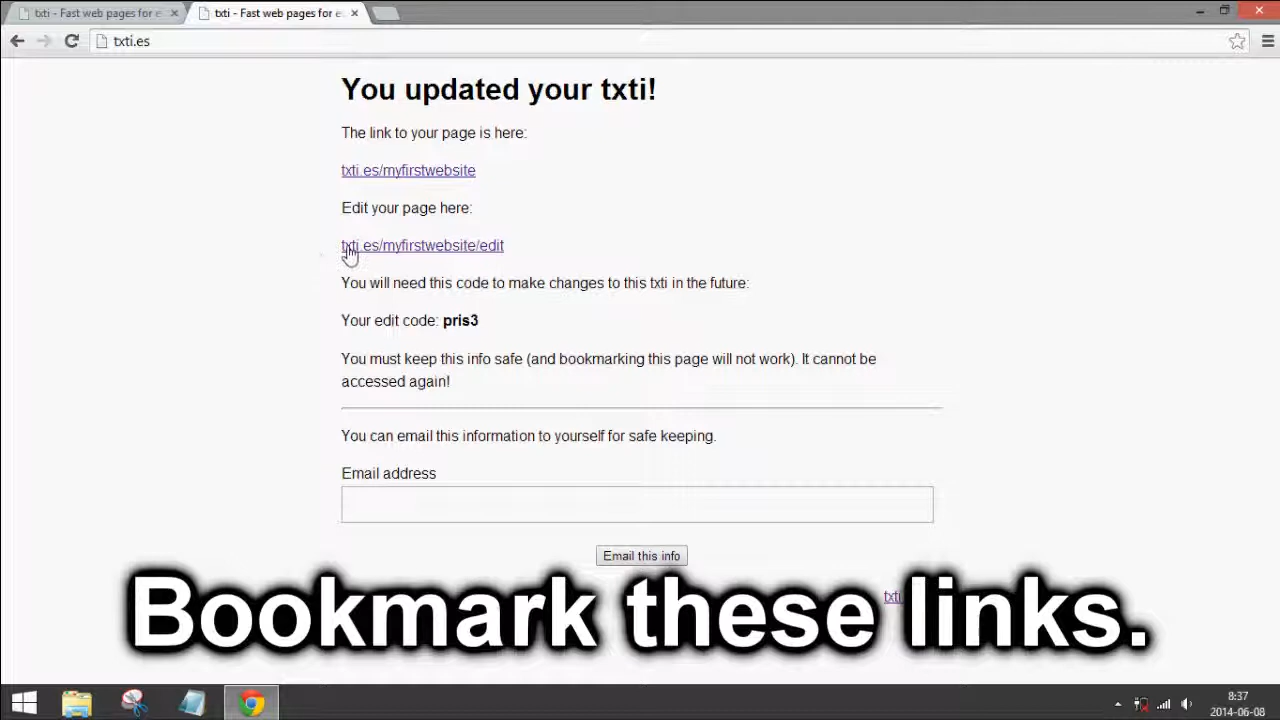 txti - Fast web pages for e
txti - Fast web pages for e
txti.es
You updated your txti!
The link to your page is here:
txti.es/myfirstwebsite
Edit your page here:
txti.es/myfirstwebsite/edit
You will need this code to make changes to this txti in the future:
Your edit code: pris3
You must keep this info safe (and bookmarking this page will not work). It cannot be
accessed again!
You can email this information to yourself for safe keeping.
Email address
Email this info
txti
Bookmark these links.
8:37
2014-06-08